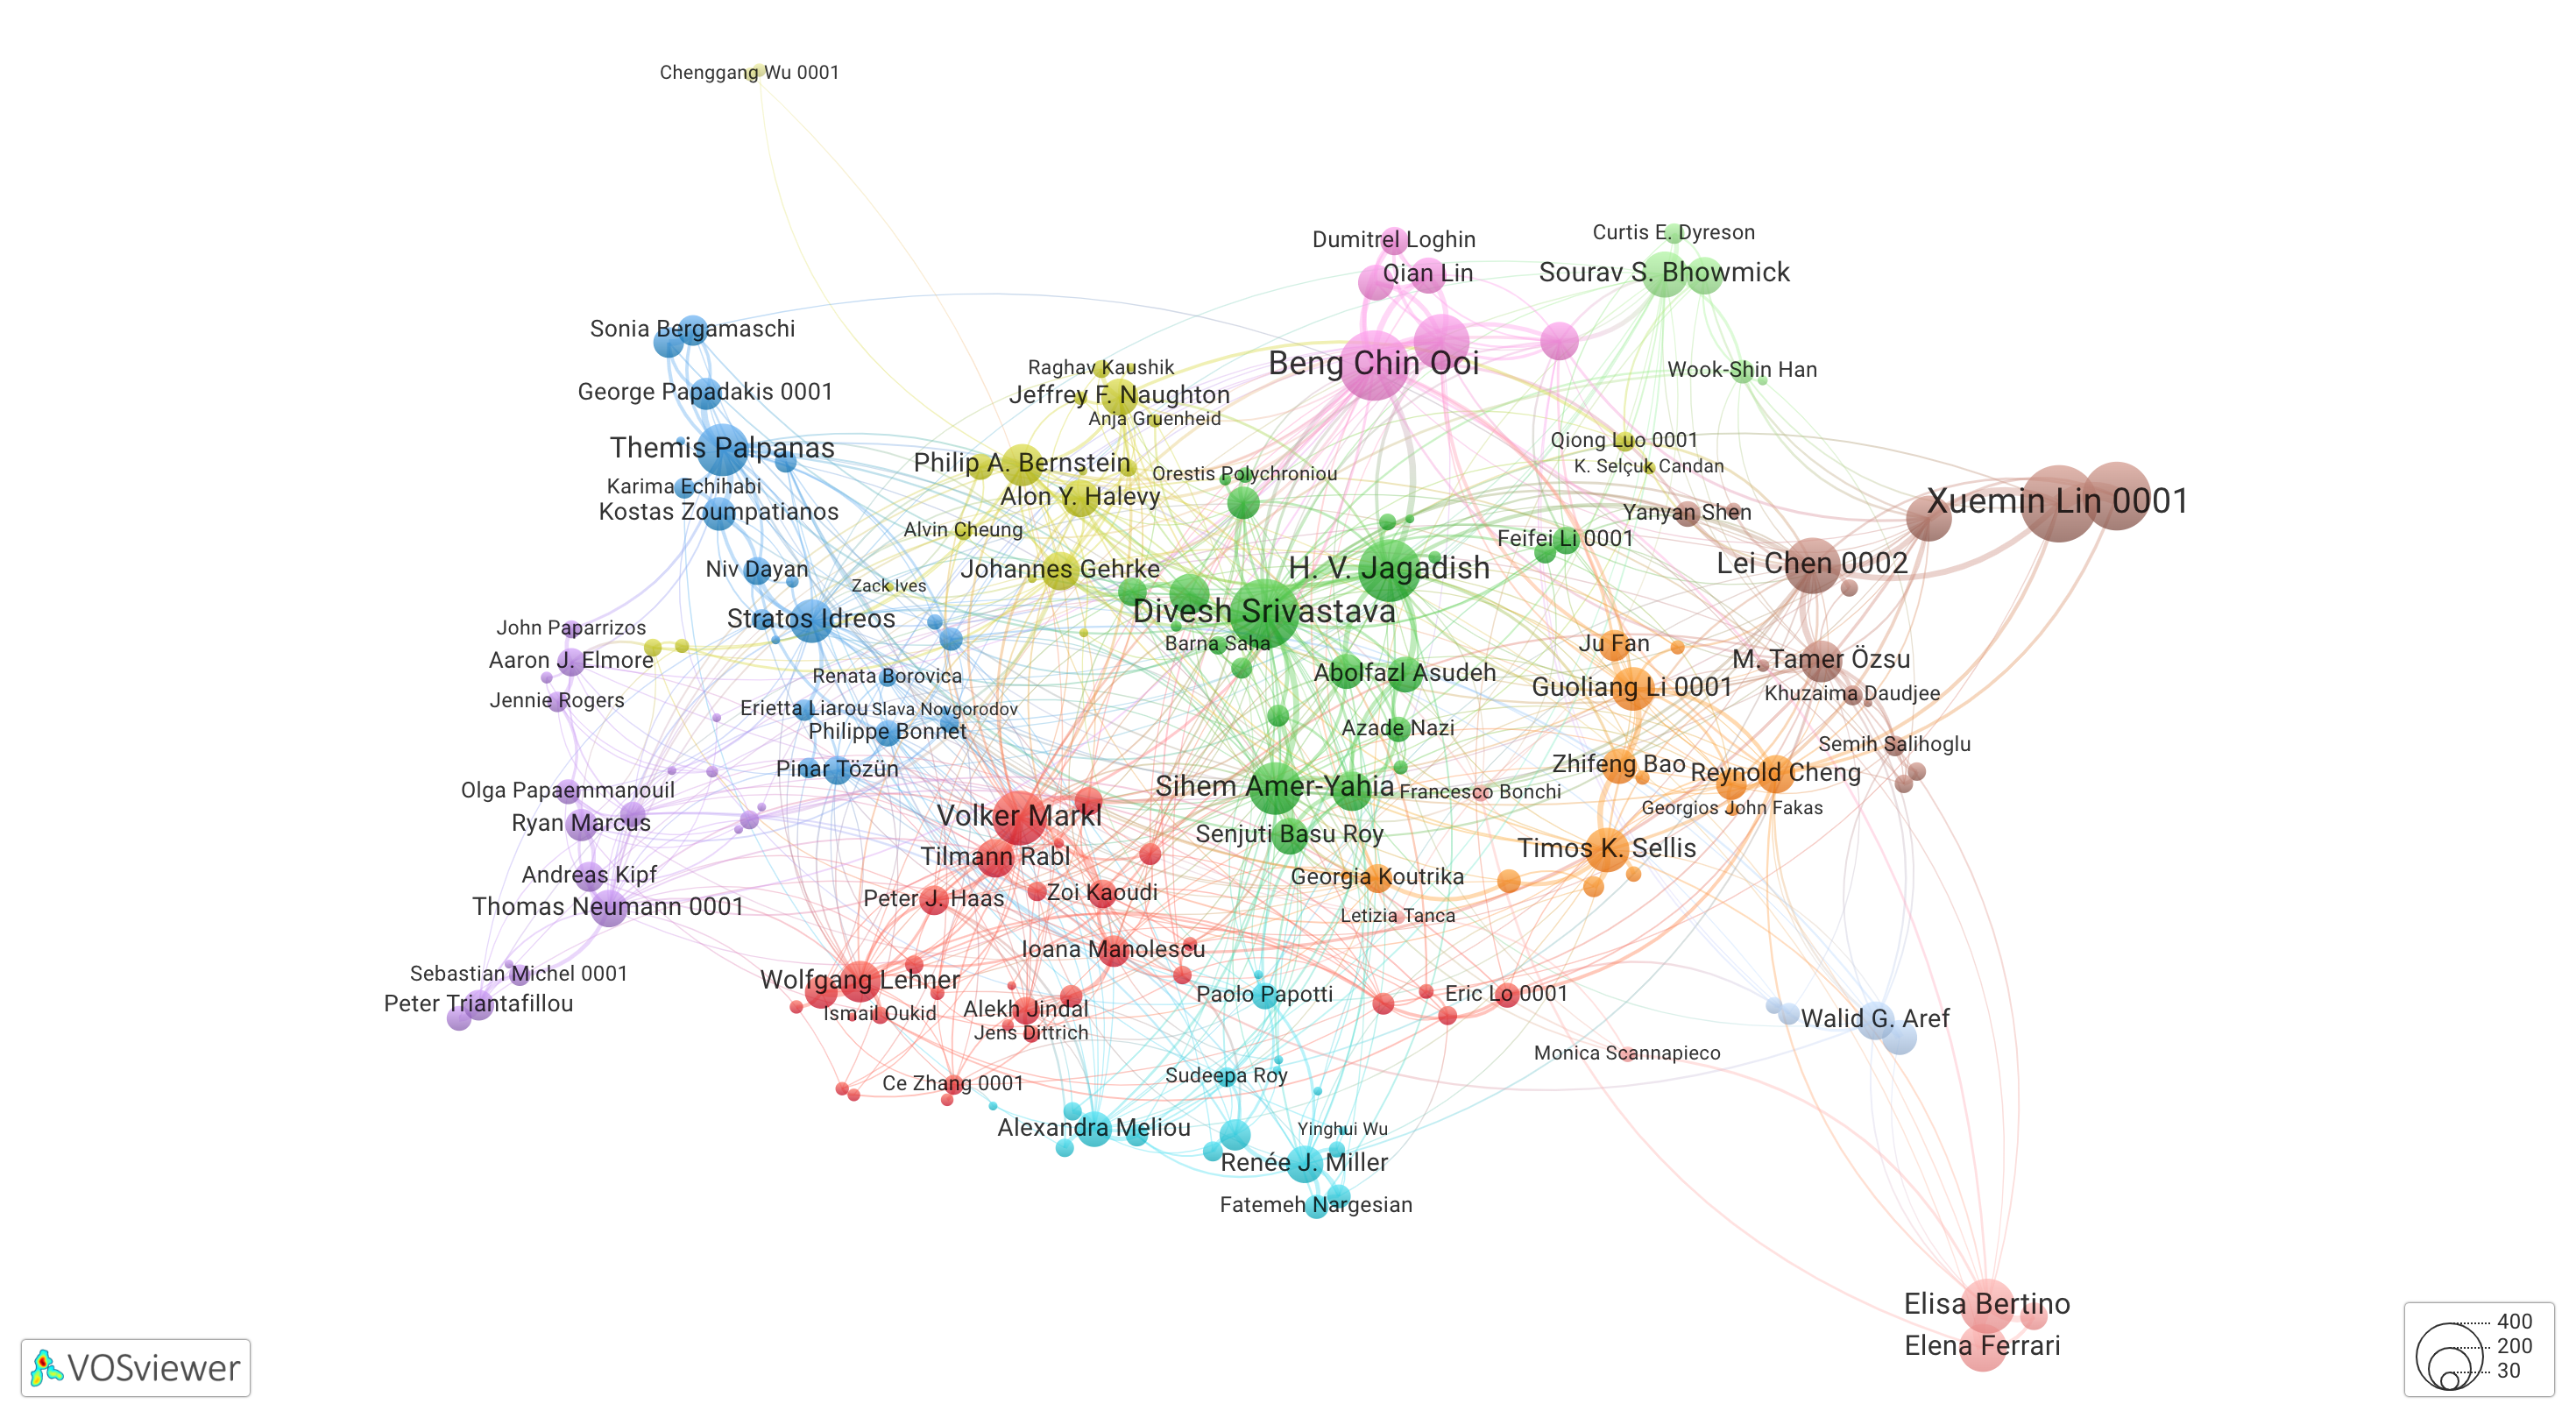 Chenggang Wu 0001
Curtis E. Dyreson
Dumitrel Loghin
Sourav S. Bhowmick
Qian Lin
Sonia Bergamaschi
Beng Chin Ooi
Raghav Kaushik
Wook-Shin Han
George Papadakis 0001
Jeffrey F. Naughton
Anja Gruenheid
Qiong Luo 0001
Themis Palpanas
Philip A. Bernstein
K. Selçuk Candan
Orestis Polychroniou
Karima Echihabi
Alon Y. Halevy
Xuemin Lin 0001
Kostas Zoumpatianos
Yanyan Shen
Alvin Cheung
Feifei Li 0001
Lei Chen 0002
Niv Dayan
Johannes Gehrke
H. V. Jagadish
Zack Ives
Divesh Srivastava
Stratos Idreos
John Paparrizos
Barna Saha
Ju Fan
Aaron J. Elmore
M. Tamer Özsu
Renata Borovica
Abolfazl Asudeh
Guoliang Li 0001
Khuzaima Daudjee
Jennie Rogers
Erietta Liarou
Slava Novgorodov
Philippe Bonnet
Azade Nazi
Semih Salihoglu
Pinar Tözün
Zhifeng Bao
Reynold Cheng
Olga Papaemmanouil
Sihem Amer-Yahia
Francesco Bonchi
Georgios John Fakas
Ryan Marcus
Volker Markl
Senjuti Basu Roy
Timos K. Sellis
Tilmann Rabl
Andreas Kipf
Georgia Koutrika
Peter J. Haas
Zoi Kaoudi
Thomas Neumann 0001
Letizia Tanca
Ioana Manolescu
Sebastian Michel 0001
Wolfgang Lehner
Paolo Papotti
Eric Lo 0001
Peter Triantafillou
Ismail Oukid
Alekh Jindal
Walid G. Aref
Jens Dittrich
Monica Scannapieco
Sudeepa Roy
Ce Zhang 0001
Alexandra Meliou
Yinghui Wu
Renée J. Miller
Fatemeh Nargesian
Elisa Bertino
Elena Ferrari
400
200
30
VOSviewer